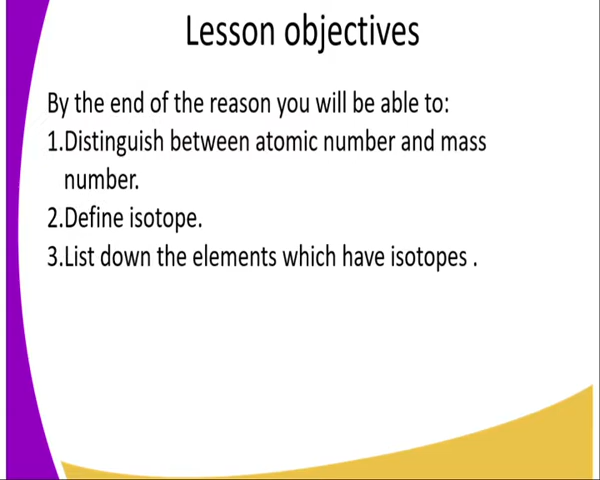 Lesson objectives
By the end of the reason you will be able to:
1.Distinguish between atomic number and mass
number.
2.Define isotope.
3.List down the elements which have isotopes .